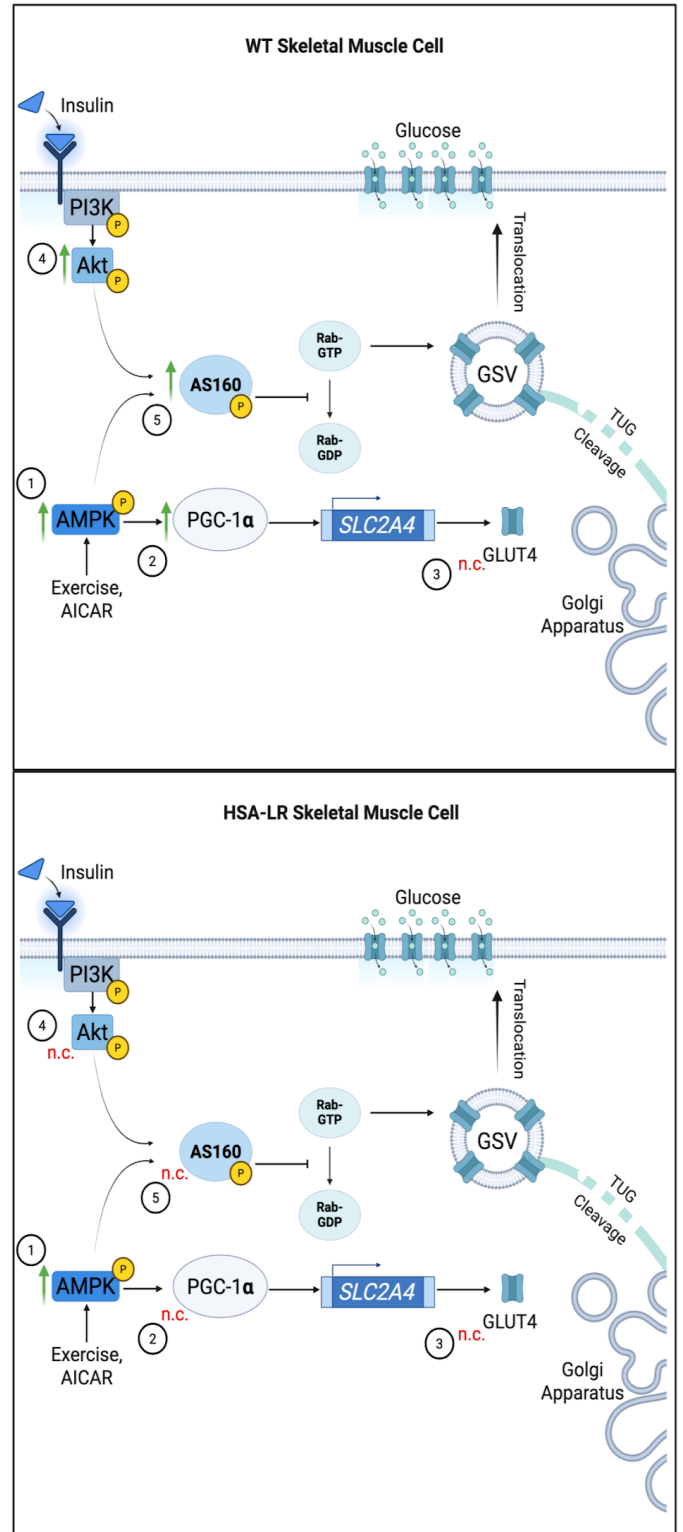 WT Skeletal Muscle Cell
Insulin
Glucose
PI3K
P
4
Akt
P
Translocation
Rab-
GTP
GSV
AS160
P
5
Rab-
GDP
TUG
Cleavage
1
P
AMPK
PGC-1α
SLC2A4
2
3
n.c.
GLUT4
Exercise,
AICAR
Golgi
Apparatus
HSA-LR Skeletal Muscle Cell
Insulin
Glucose
PI3K
P
4
Akt
P
n.c.
Translocation
Rab-
GTP
GSV
AS160
n.c.
P
5
Rab-
GDP
TUG
Cleavage
1
P
AMPK
PGC-1α
SLC2A4
n.c.
2
3
n.c.
GLUT4
Exercise,
AICAR
Golgi
Apparatus